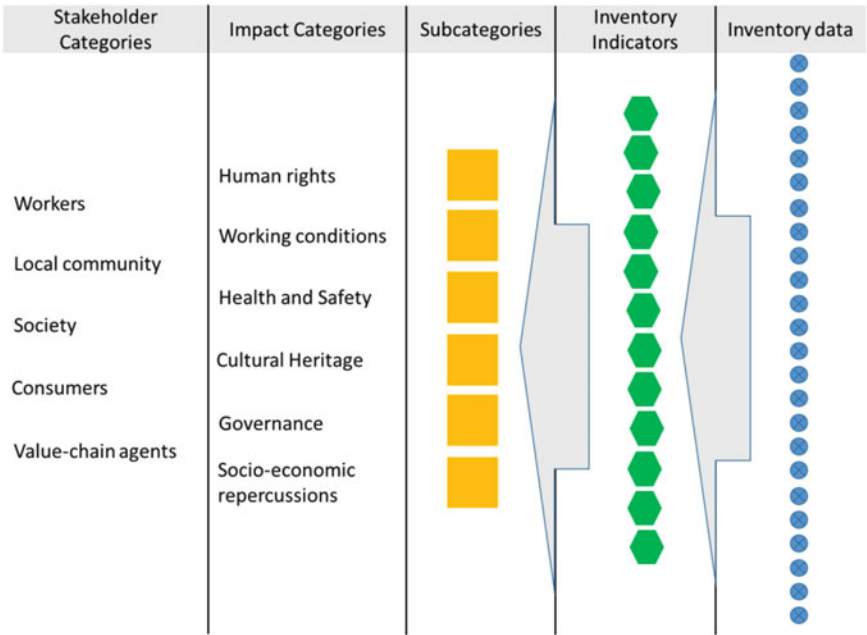 Stakeholder
Categories
Impact Categories
Subcategories
Inventory
Indicators
Inventory data
Workers
Local community
Society
Consumers
Value-chain agents
Human rights
Working conditions
Health and Safety
Cultural Heritage
Governance
Socio-economic
repercussions